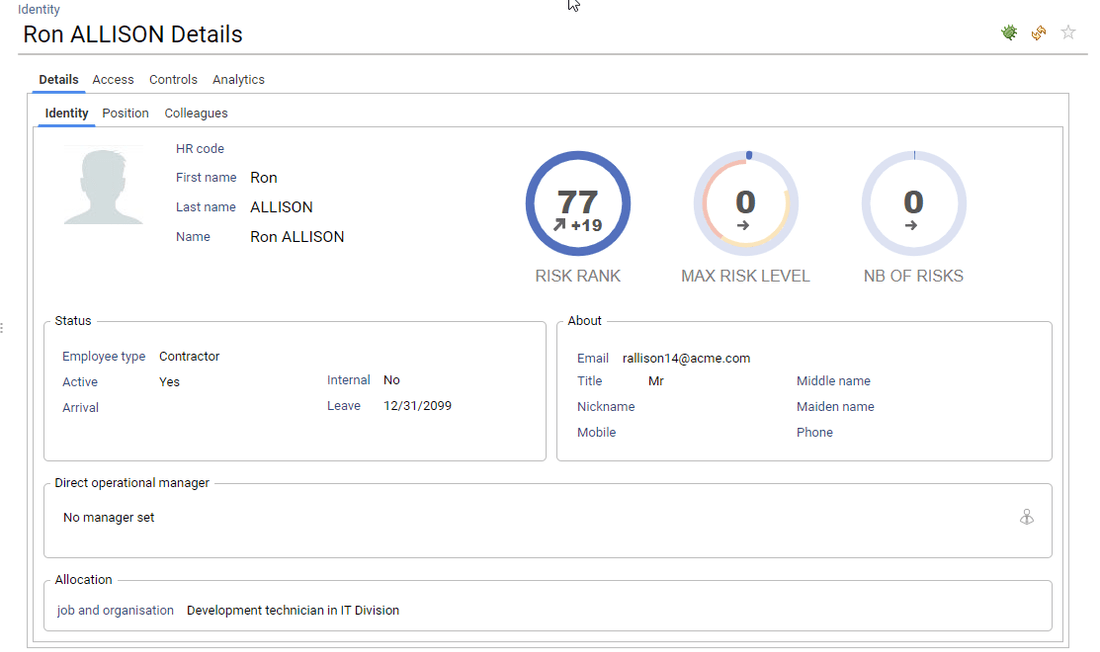 Identity
Ron ALLISON Details
Details Access Controls Analytics
Identity Position Colleagues
HR code
First name Ron
Last name ALLISON
Name Ron ALLISON
77
+19
RISK RANK
0
MAX RISK LEVEL
0
NB OF RISKS
Status
Employee type Contractor
Active Yes Internal No
Arrival Leave 12/31/2099
About
Email rallison14@acme.com
Title Mr Middle name
Nickname Maiden name
Mobile Phone
Direct operational manager
No manager set
Allocation
job and organisation Development technician in IT Division